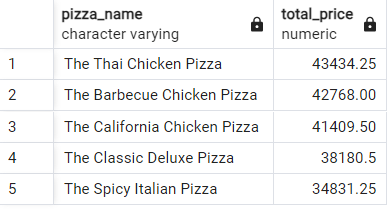 pizza_name total_price
character varying numeric
1 The Thai Chicken Pizza 43434.25
2 The Barbecue Chicken Pizza 42768.00
3 The California Chicken Pizza 41409.50
4 The Classic Deluxe Pizza 38180.5
5 The Spicy Italian Pizza 34831.25